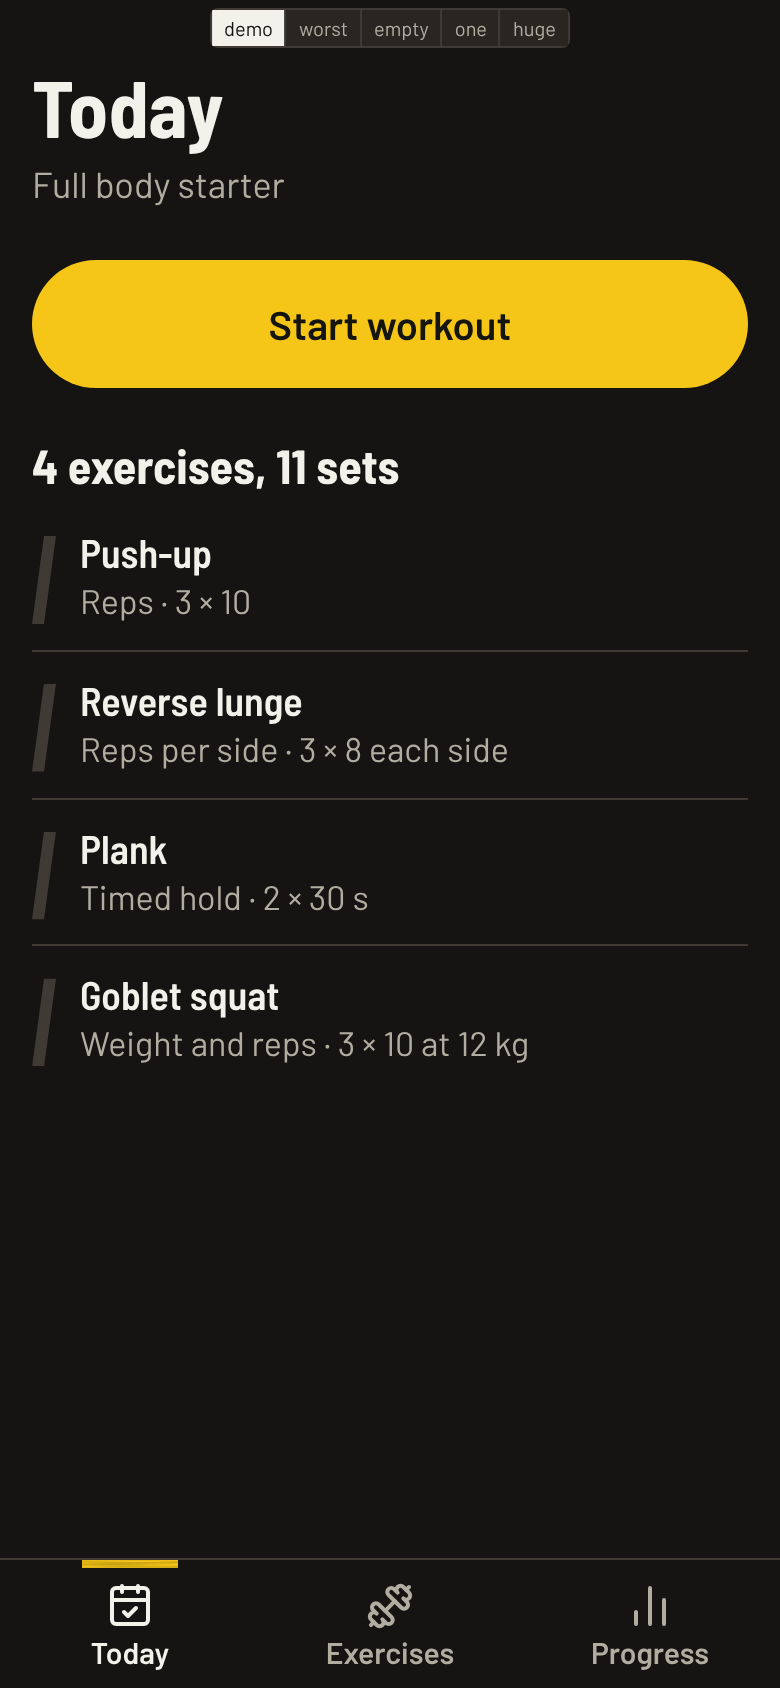 demo worst empty one huge
Today
Full body starter
Start workout
4 exercises, 11 sets
Push-up
Reps · 3 × 10
Reverse lunge
Reps per side · 3 × 8 each side
Plank
Timed hold · 2 × 30 s
Goblet squat
Weight and reps · 3 × 10 at 12 kg
Today Exercises Progress